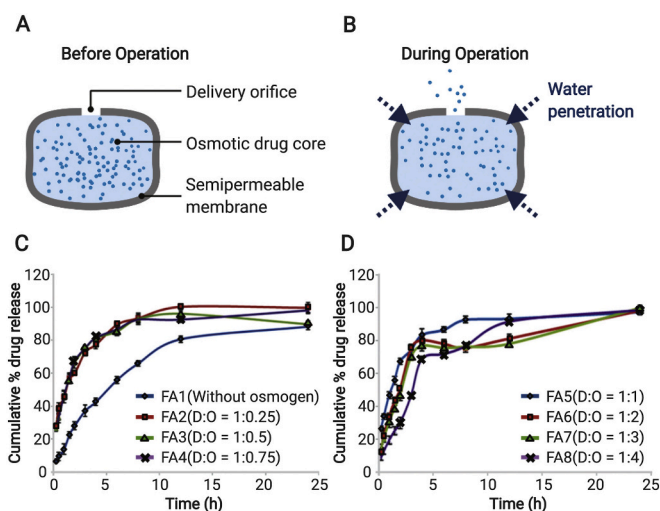 A
Before Operation
Delivery orifice
Osmotic drug core
Semipermeable
membrane
B
During Operation
Water
penetration
C
Cumulative % drug release
120
100
80
60
40
20
0
FA1(Without osmogen)
FA2(D:O = 1:0.25)
FA3(D:O = 1:0.5)
FA4(D:O = 1:0.75)
0 5 10 15 20 25
Time (h)
D
Cumulative % drug release
120
100
80
60
40
20
0
FA5(D:O = 1:1)
FA6(D:O = 1:2)
FA7(D:O = 1:3)
FA8(D:O = 1:4)
0 5 10 15 20 25
Time (h)